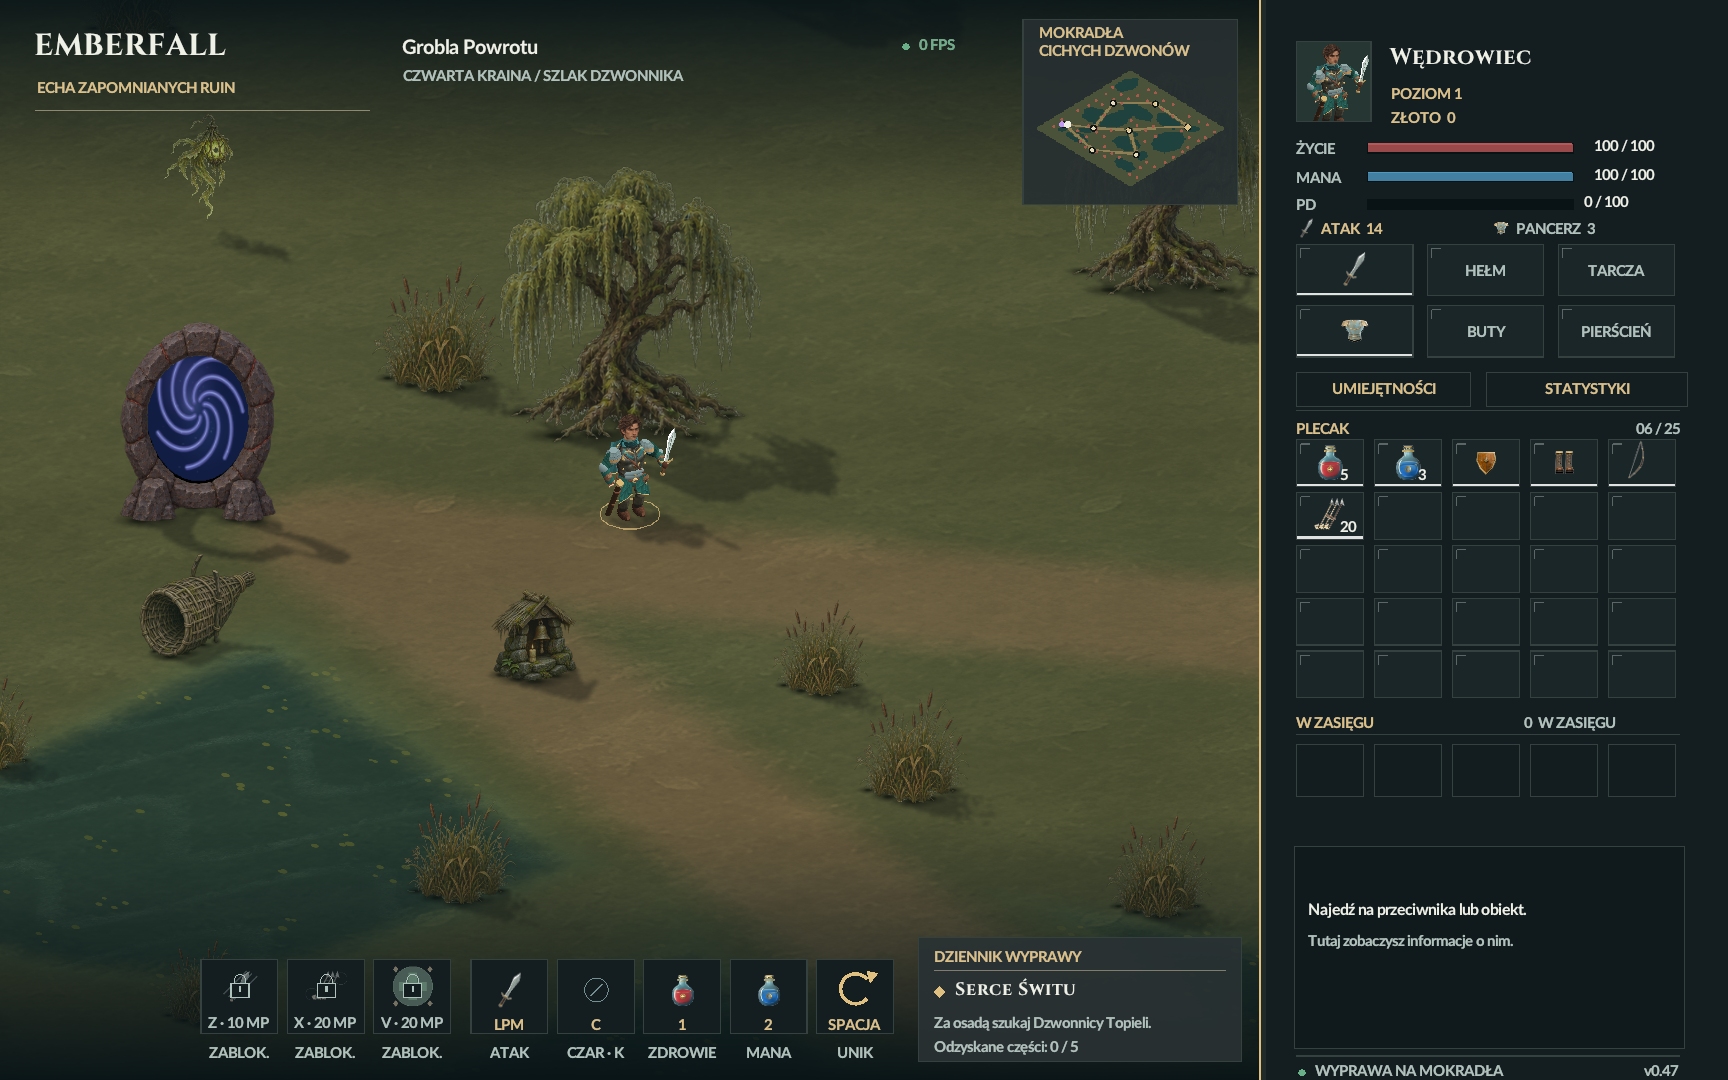 EMBERFALL
ECHA ZAPOMNIANYCH RUIN
Grobla Powrotu
CZWARTA KRAINA / SZLAK DZWONNIKA
0 FPS
MOKRADŁA
CICHYCH DZWONÓW
WĘDROWIEC
POZIOM 1
ZŁOTO 0
ŻYCIE 100 / 100
MANA 100 / 100
PD 0 / 100
ATAK 14 PANCERZ 3
HEŁM TARCZA
BUTY PIERŚCIEŃ
UMIEJĘTNOŚCI STATYSTYKI
PLECAK 06 / 25
5 3
20
W ZASIĘGU 0 W ZASIĘGU
Najedź na przeciwnika lub obiekt.
Tutaj zobaczysz informacje o nim.
WYPRAWA NA MOKRADŁA v0.47
Z · 10 MP X · 20 MP V · 20 MP LPM C 1 2 SPACJA
ZABLOK. ZABLOK. ZABLOK. ATAK CZAR · K ZDROWIE MANA UNIK
DZIENNIK WYPRAWY
SERCE ŚWITU
Za osadą szukaj Dzwonnicy Topieli.
Odzyskane części: 0 / 5